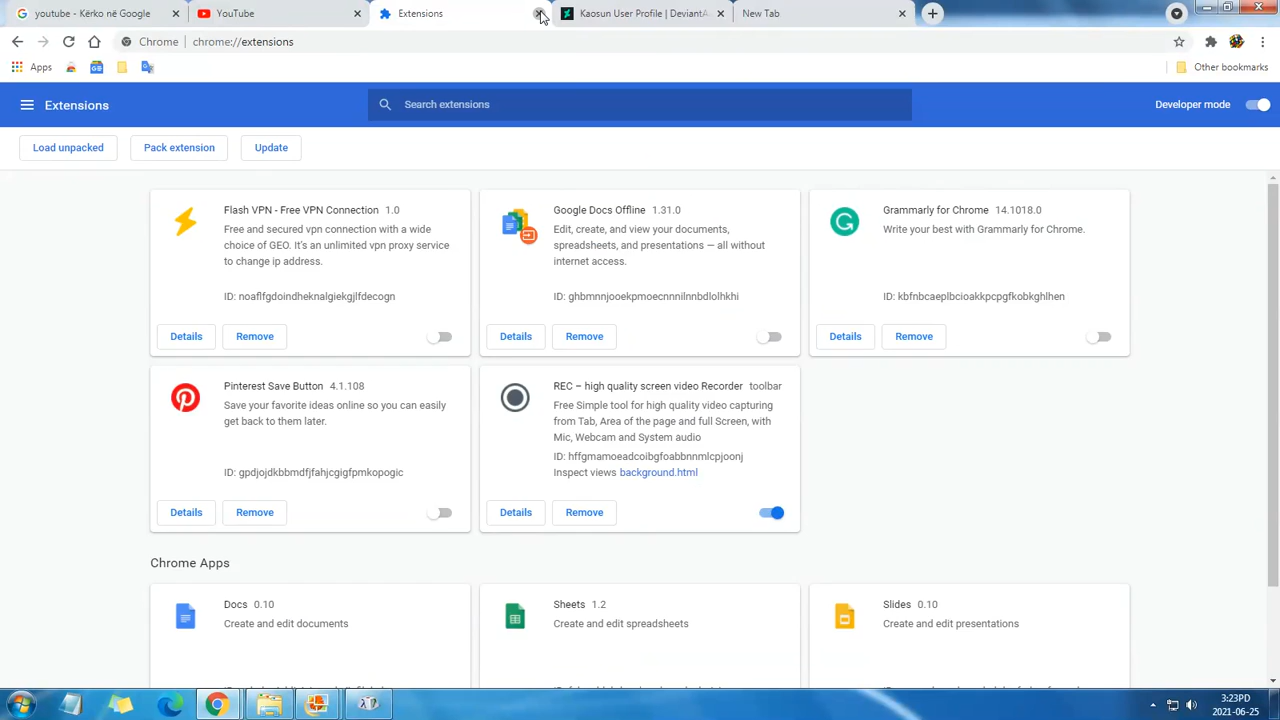 youtube - Kërko në Google
YouTube
Extensions
Kaosun User Profile | DeviantA
New Tab
Chrome | chrome://extensions
Apps
Other bookmarks
Extensions
Search extensions
Developer mode
Load unpacked
Pack extension
Update
Flash VPN - Free VPN Connection 1.0
Free and secured vpn connection with a wide
choice of GEO. It's an unlimited vpn proxy service
to change ip address.
ID: noaflfgdoindheknalgiekgjlfdecogn
Details
Remove
Google Docs Offline 1.31.0
Edit, create, and view your documents,
spreadsheets, and presentations — all without
internet access.
ID: ghbmnnjooekpmoecnnnilnnbdlolhkhi
Details
Remove
Grammarly for Chrome 14.1018.0
Write your best with Grammarly for Chrome.
ID: kbfnbcaeplbcioakkpcpgfkobkghlhen
Details
Remove
Pinterest Save Button 4.1.108
Save your favorite ideas online so you can easily
get back to them later.
ID: gpdjojdkbbmdfjfahjcgigfpmkopogic
Details
Remove
REC – high quality screen video Recorder toolbar
Free Simple tool for high quality video capturing
from Tab, Area of the page and full Screen, with
Mic, Webcam and System audio
ID: hffgmamoeadcoibgfoabbnnmlcpjoonj
Inspect views background.html
Details
Remove
Chrome Apps
Docs 0.10
Create and edit documents
Sheets 1.2
Create and edit spreadsheets
Slides 0.10
Create and edit presentations
3:23PD
2021-06-25